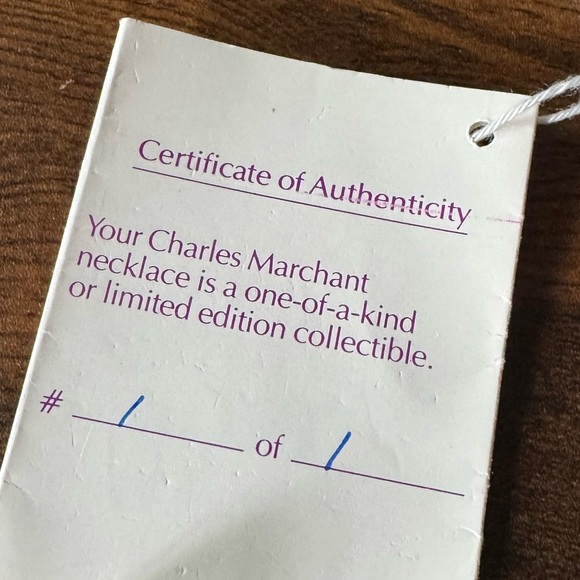 Certificate of Authenticity
Your Charles Marchant
necklace is a one-of-a-kind
or limited edition collectible.
# 1 of 1